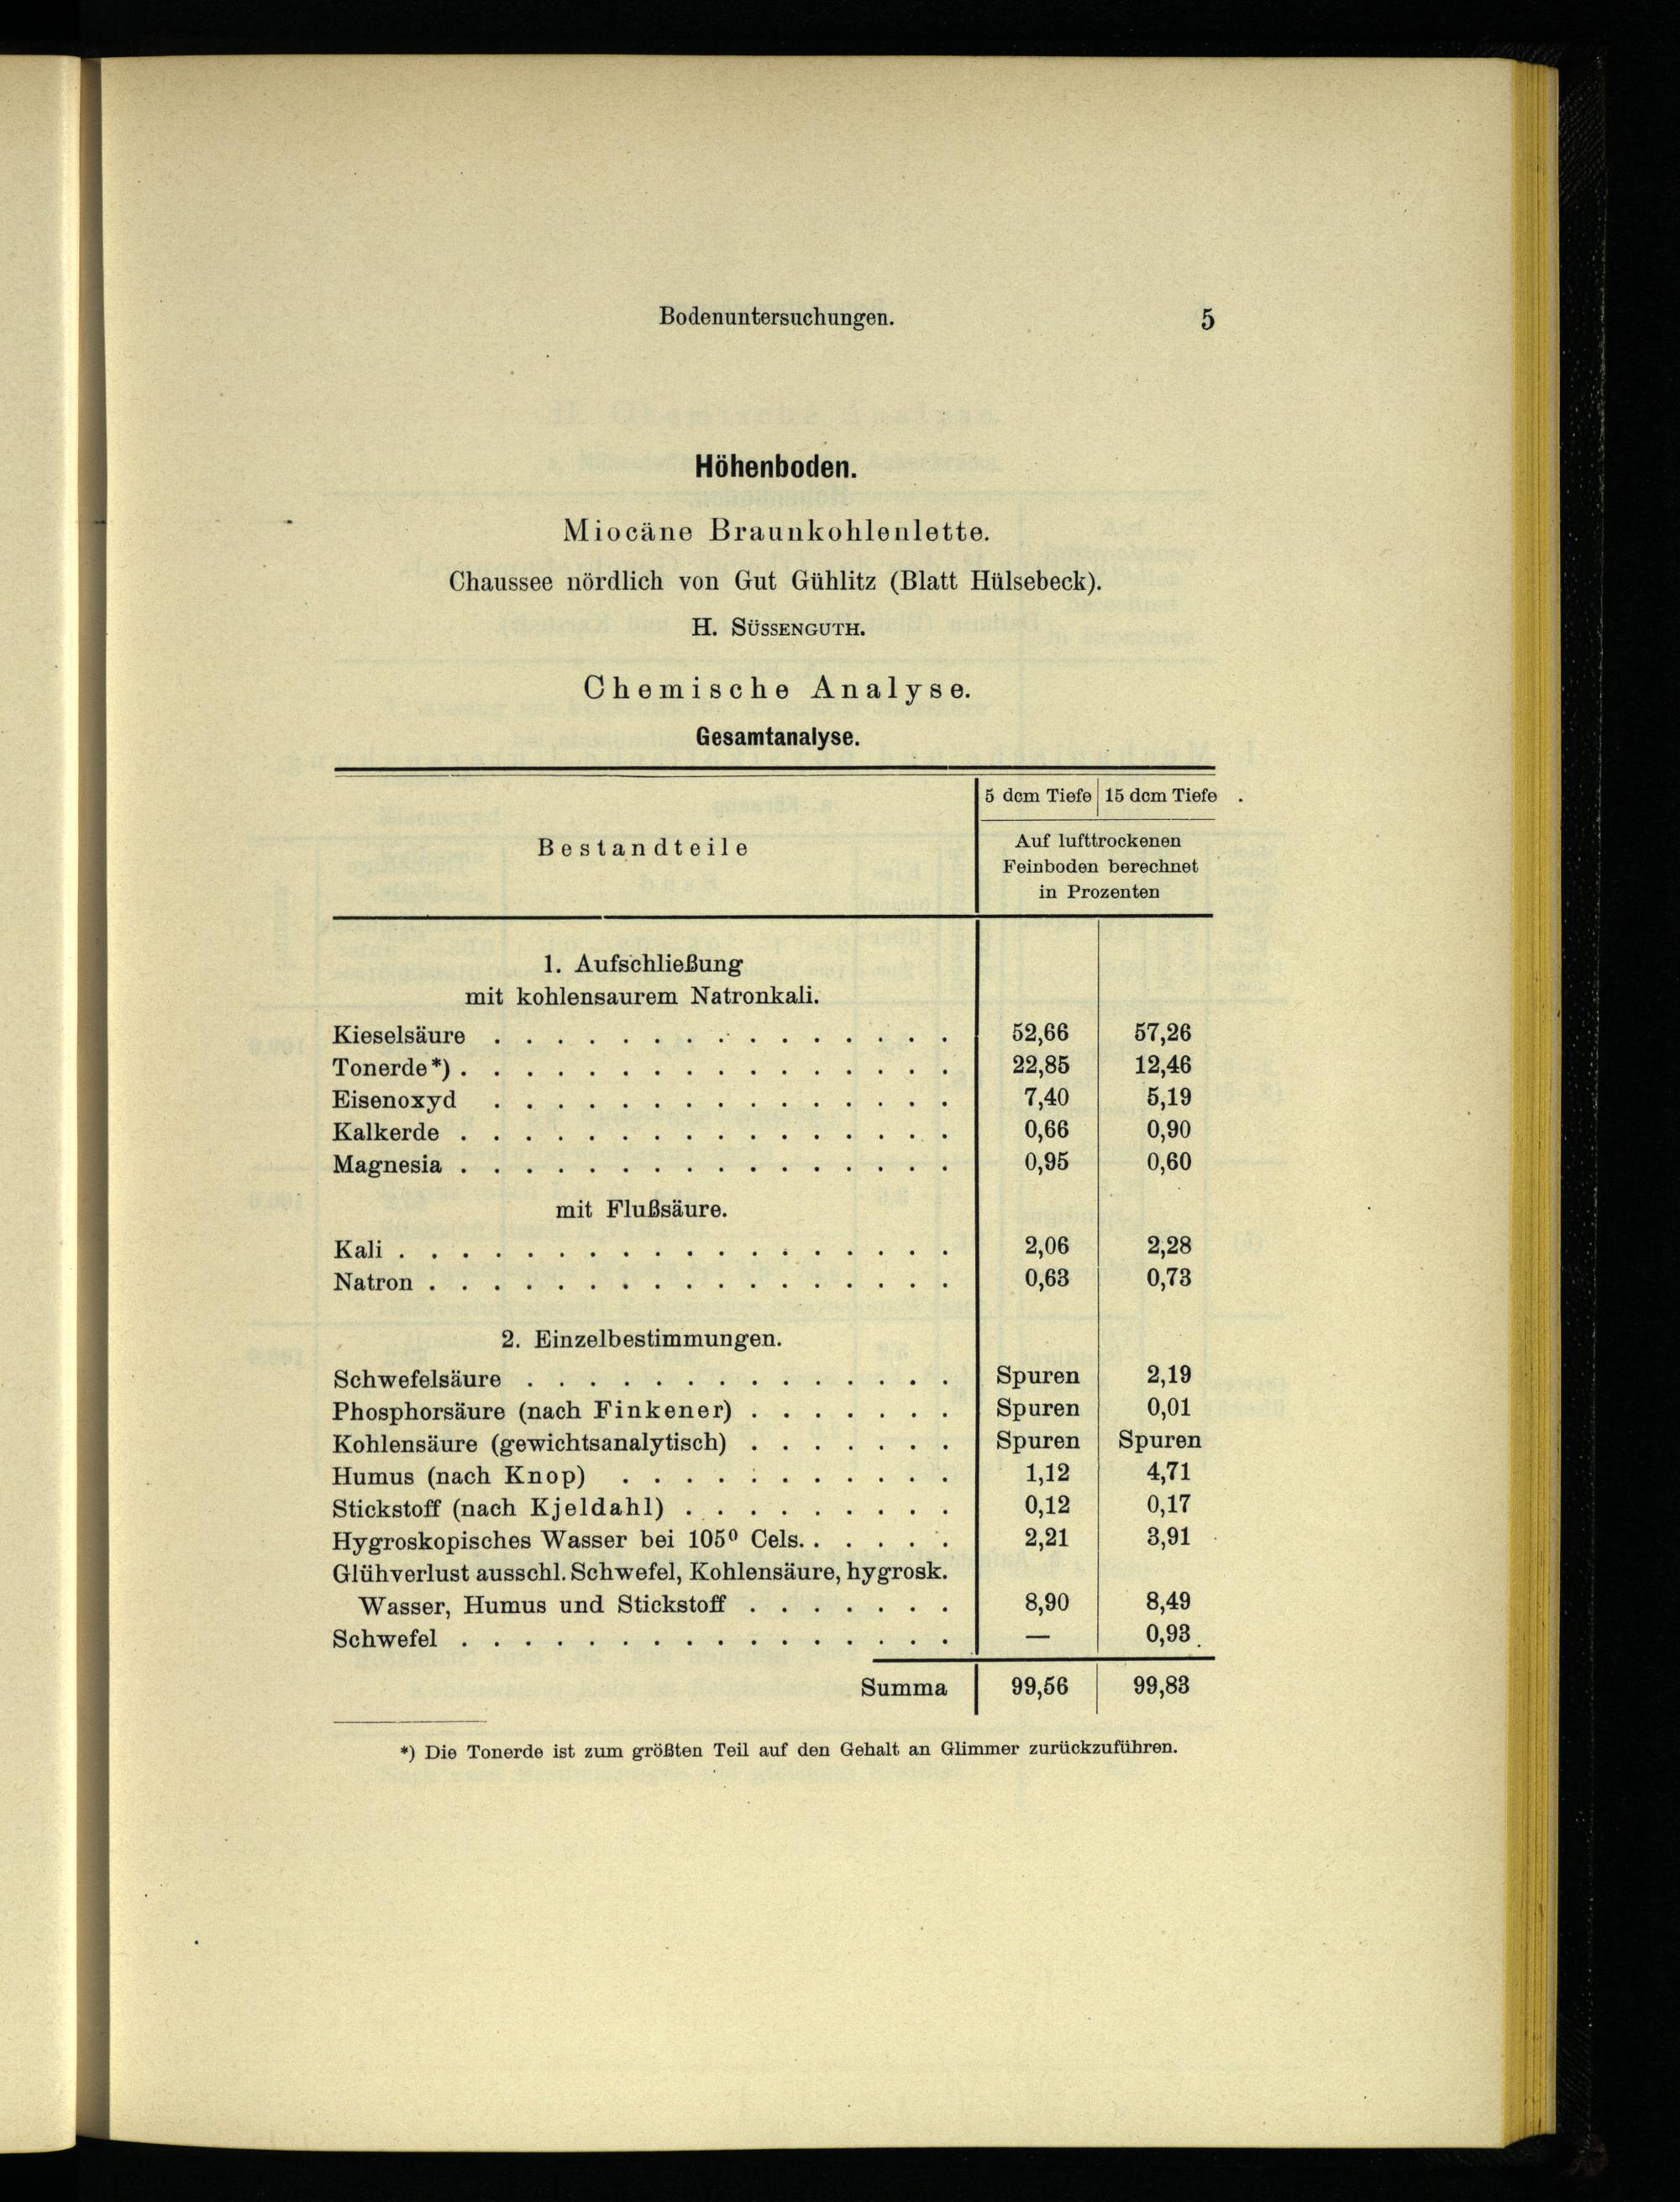 Bodenuntersuchungen. 5
Höhenboden.
Miocäne Braunkohlenlette.
Chaussee nördlich von Gut Gühlitz (Blatt Hülsebeck).
H. SÜSSENGUTH.
Chemische Analyse.
Gesamtanalyse.
5 dcm Tiefe 15 dcm Tiefe
Bestandteile
Auf lufttrockenen
Feinboden berechnet
in Prozenten
1. Aufschließung
mit kohlensaurem Natronkali.
Kieselsäure . . . . . . . . . . . . . . . 52,66 57,26
Tonerde*) . . . . . . . . . . . . . . . . 22,85 12,46
Eisenoxyd . . . . . . . . . . . . . . . 7,40 5,19
Kalkerde . . . . . . . . . . . . . . . . 0,66 0,90
Magnesia . . . . . . . . . . . . . . . . 0,95 0,60
mit Flußsäure.
Kali . . . . . . . . . . . . . . . . . . 2,06 2,28
Natron . . . . . . . . . . . . . . . . . 0,63 0,73
2. Einzelbestimmungen.
Schwefelsäure . . . . . . . . . . . . . . Spuren 2,19
Phosphorsäure (nach Finkener) . . . . . . . Spuren 0,01
Kohlensäure (gewichtsanalytisch) . . . . . . . Spuren Spuren
Humus (nach Knop) . . . . . . . . . . . 1,12 4,71
Stickstoff (nach Kjeldahl) . . . . . . . . . 0,12 0,17
Hygroskopisches Wasser bei 105⁰ Cels. . . . . . 2,21 3,91
Glühverlust ausschl. Schwefel, Kohlensäure, hygrosk.
Wasser, Humus und Stickstoff . . . . . . . 8,90 8,49
Schwefel . . . . . . . . . . . . . . . . — 0,93
Summa 99,56 99,83
*) Die Tonerde ist zum größten Teil auf den Gehalt an Glimmer zurückzuführen.